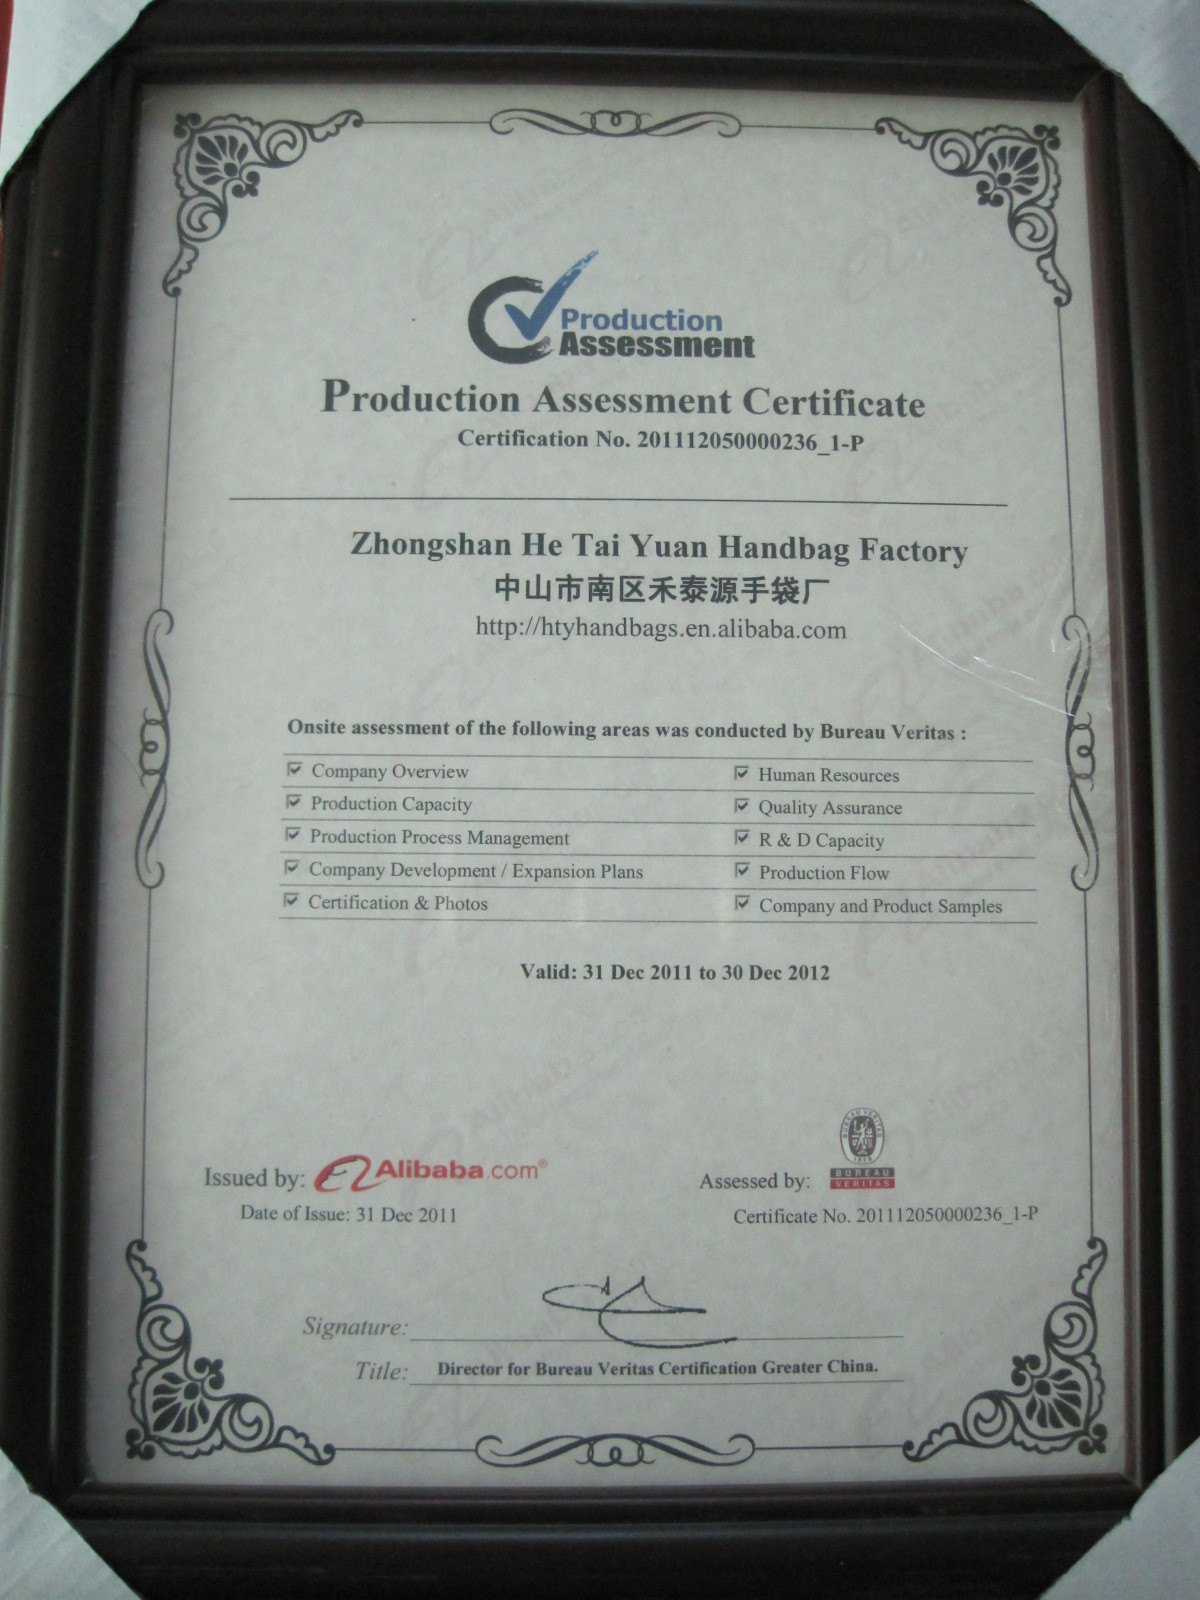 Production
Assessment
Production Assessment Certificate
Certification No. 201112050000236_1-P
Zhongshan He Tai Yuan Handbag Factory
中山市南区禾泰源手袋厂
http://htyhandbags.en.alibaba.com
Onsite assessment of the following areas was conducted by Bureau Veritas :
Company Overview Human Resources
Production Capacity Quality Assurance
Production Process Management R & D Capacity
Company Development / Expansion Plans Production Flow
Certification & Photos Company and Product Samples
Valid: 31 Dec 2011 to 30 Dec 2012
BUREAU VERITAS
1828
BUREAU
VERITAS
Issued by: Alibaba.com® Assessed by:
Date of Issue: 31 Dec 2011 Certificate No. 201112050000236_1-P
Signature:
Title: Director for Bureau Veritas Certification Greater China.